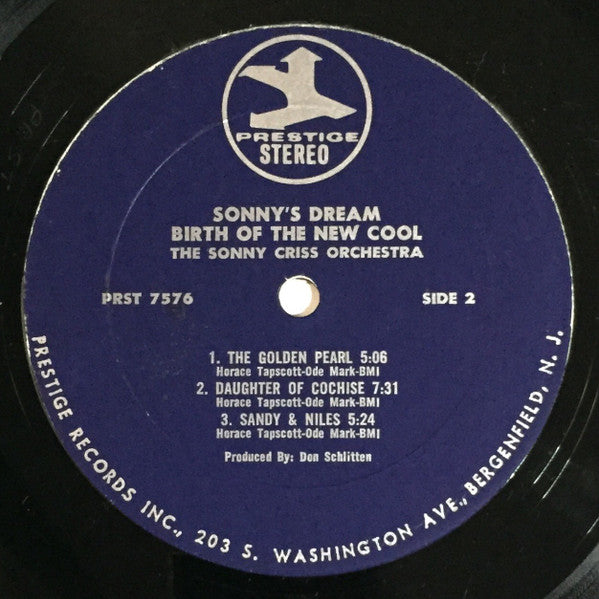 PRESTIGE
STEREO
SONNY'S DREAM
BIRTH OF THE NEW COOL
THE SONNY CRISS ORCHESTRA
PRST 7576
SIDE 2
1. THE GOLDEN PEARL 5:06
Horace Tapscott-Ode Mark-BMI
2. DAUGHTER OF COCHISE 7:31
Horace Tapscott-Ode Mark-BMI
3. SANDY & NILES 5:24
Horace Tapscott-Ode Mark-BMI
Produced By: Don Schlitten
PRESTIGE RECORDS INC., 203 S. WASHINGTON AVE., BERGENFIELD, N. J.